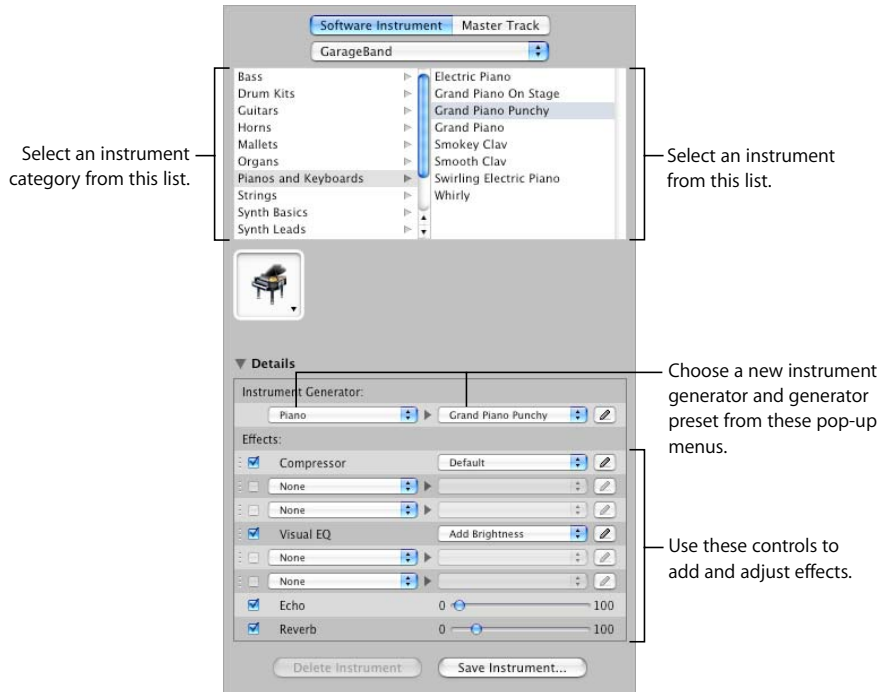 Software Instrument Master Track
GarageBand
Bass
Drum Kits
Guitars
Horns
Mallets
Organs
Pianos and Keyboards
Strings
Synth Basics
Synth Leads
Electric Piano
Grand Piano On Stage
Grand Piano Punchy
Grand Piano
Smokey Clav
Smooth Clav
Swirling Electric Piano
Whirly
Select an instrument
category from this list.
Select an instrument
from this list.
Details
Instrument Generator:
Piano Grand Piano Punchy
Choose a new instrument
generator and generator
preset from these pop-up
menus.
Effects:
Compressor Default
None
None
Visual EQ Add Brightness
None
None
Echo 0 100
Reverb 0 100
Use these controls to
add and adjust effects.
Delete Instrument Save Instrument...